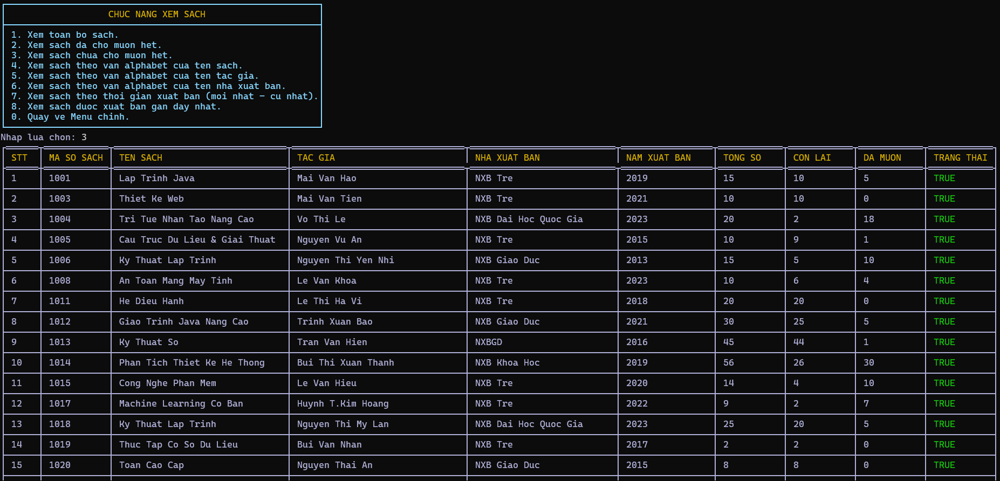 CHUC NANG XEM SACH
1. Xem toan bo sach.
2. Xem sach da cho muon het.
3. Xem sach chua cho muon het.
4. Xem sach theo van alphabet cua ten sach.
5. Xem sach theo van alphabet cua ten tac gia.
6. Xem sach theo van alphabet cua ten nha xuat ban.
7. Xem sach theo thoi gian xuat ban (moi nhat - cu nhat).
8. Xem sach duoc xuat ban gan day nhat.
0. Quay ve Menu chinh.
Nhap lua chon: 3
STT MA SO SACH TEN SACH TAC GIA NHA XUAT BAN NAM XUAT BAN TONG SO CON LAI DA MUON TRANG THAI
1 1001 Lap Trinh Java Mai Van Hao NXB Tre 2019 15 10 5 TRUE
2 1003 Thiet Ke Web Mai Van Tien NXB Tre 2021 10 10 0 TRUE
3 1004 Tri Tue Nhan Tao Nang Cao Vo Thi Le NXB Dai Hoc Quoc Gia 2023 20 2 18 TRUE
4 1005 Cau Truc Du Lieu & Giai Thuat Nguyen Vu An NXB Tre 2015 10 9 1 TRUE
5 1006 Ky Thuat Lap Trinh Nguyen Thi Yen Nhi NXB Giao Duc 2013 15 5 10 TRUE
6 1008 An Toan Mang May Tinh Le Van Khoa NXB Tre 2023 10 6 4 TRUE
7 1011 He Dieu Hanh Le Thi Ha Vi NXB Tre 2018 20 20 0 TRUE
8 1012 Giao Trinh Java Nang Cao Trinh Xuan Bao NXB Giao Duc 2021 30 25 5 TRUE
9 1013 Ky Thuat So Tran Van Hien NXBGD 2016 45 44 1 TRUE
10 1014 Phan Tich Thiet Ke He Thong Bui Thi Xuan Thanh NXB Khoa Hoc 2019 56 26 30 TRUE
11 1015 Cong Nghe Phan Mem Le Van Hieu NXB Tre 2020 14 4 10 TRUE
12 1017 Machine Learning Co Ban Huynh T.Kim Hoang NXB Tre 2022 9 2 7 TRUE
13 1018 Ky Thuat Lap Trinh Nguyen Thi My Lan NXB Dai Hoc Quoc Gia 2023 25 20 5 TRUE
14 1019 Thuc Tap Co So Du Lieu Bui Van Nhan NXB Tre 2017 2 2 0 TRUE
15 1020 Toan Cao Cap Nguyen Thai An NXB Giao Duc 2015 8 8 0 TRUE